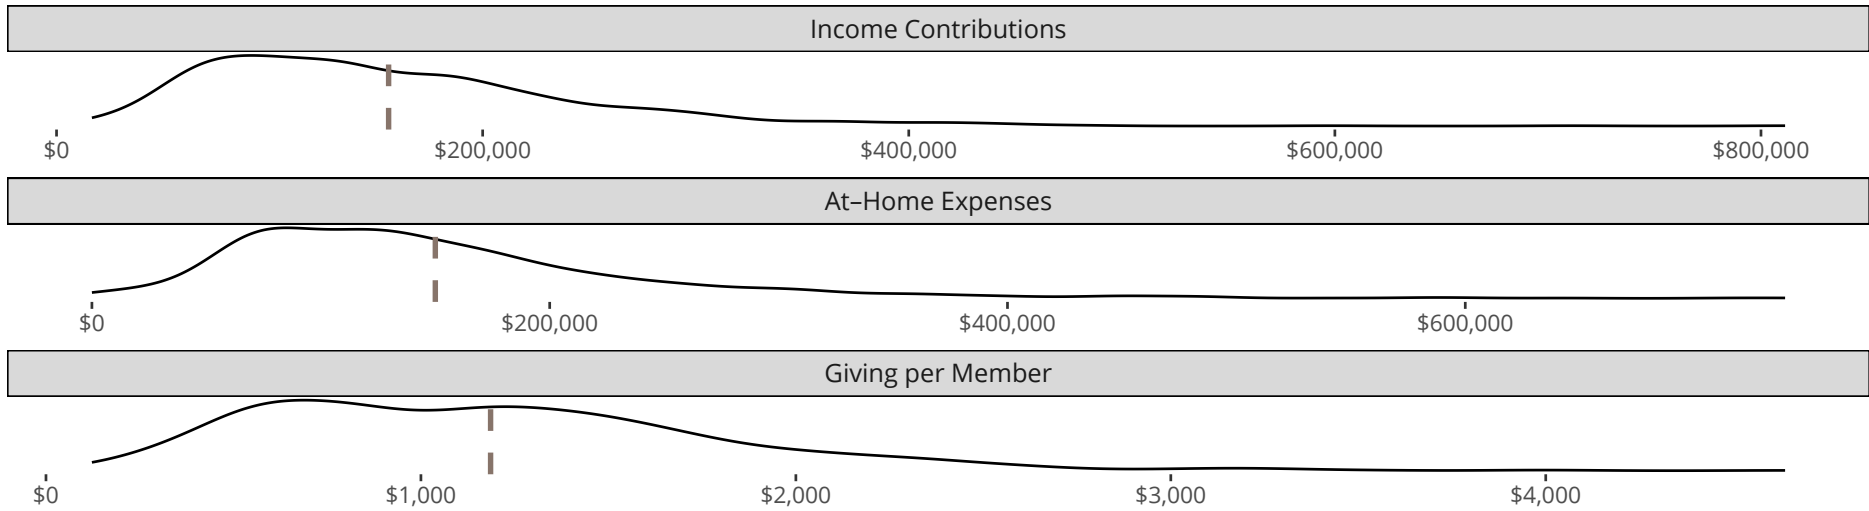 Income Contributions
$0 $200,000 $400,000 $600,000 $800,000
At–Home Expenses
$0 $200,000 $400,000 $600,000
Giving per Member
$0 $1,000 $2,000 $3,000 $4,000